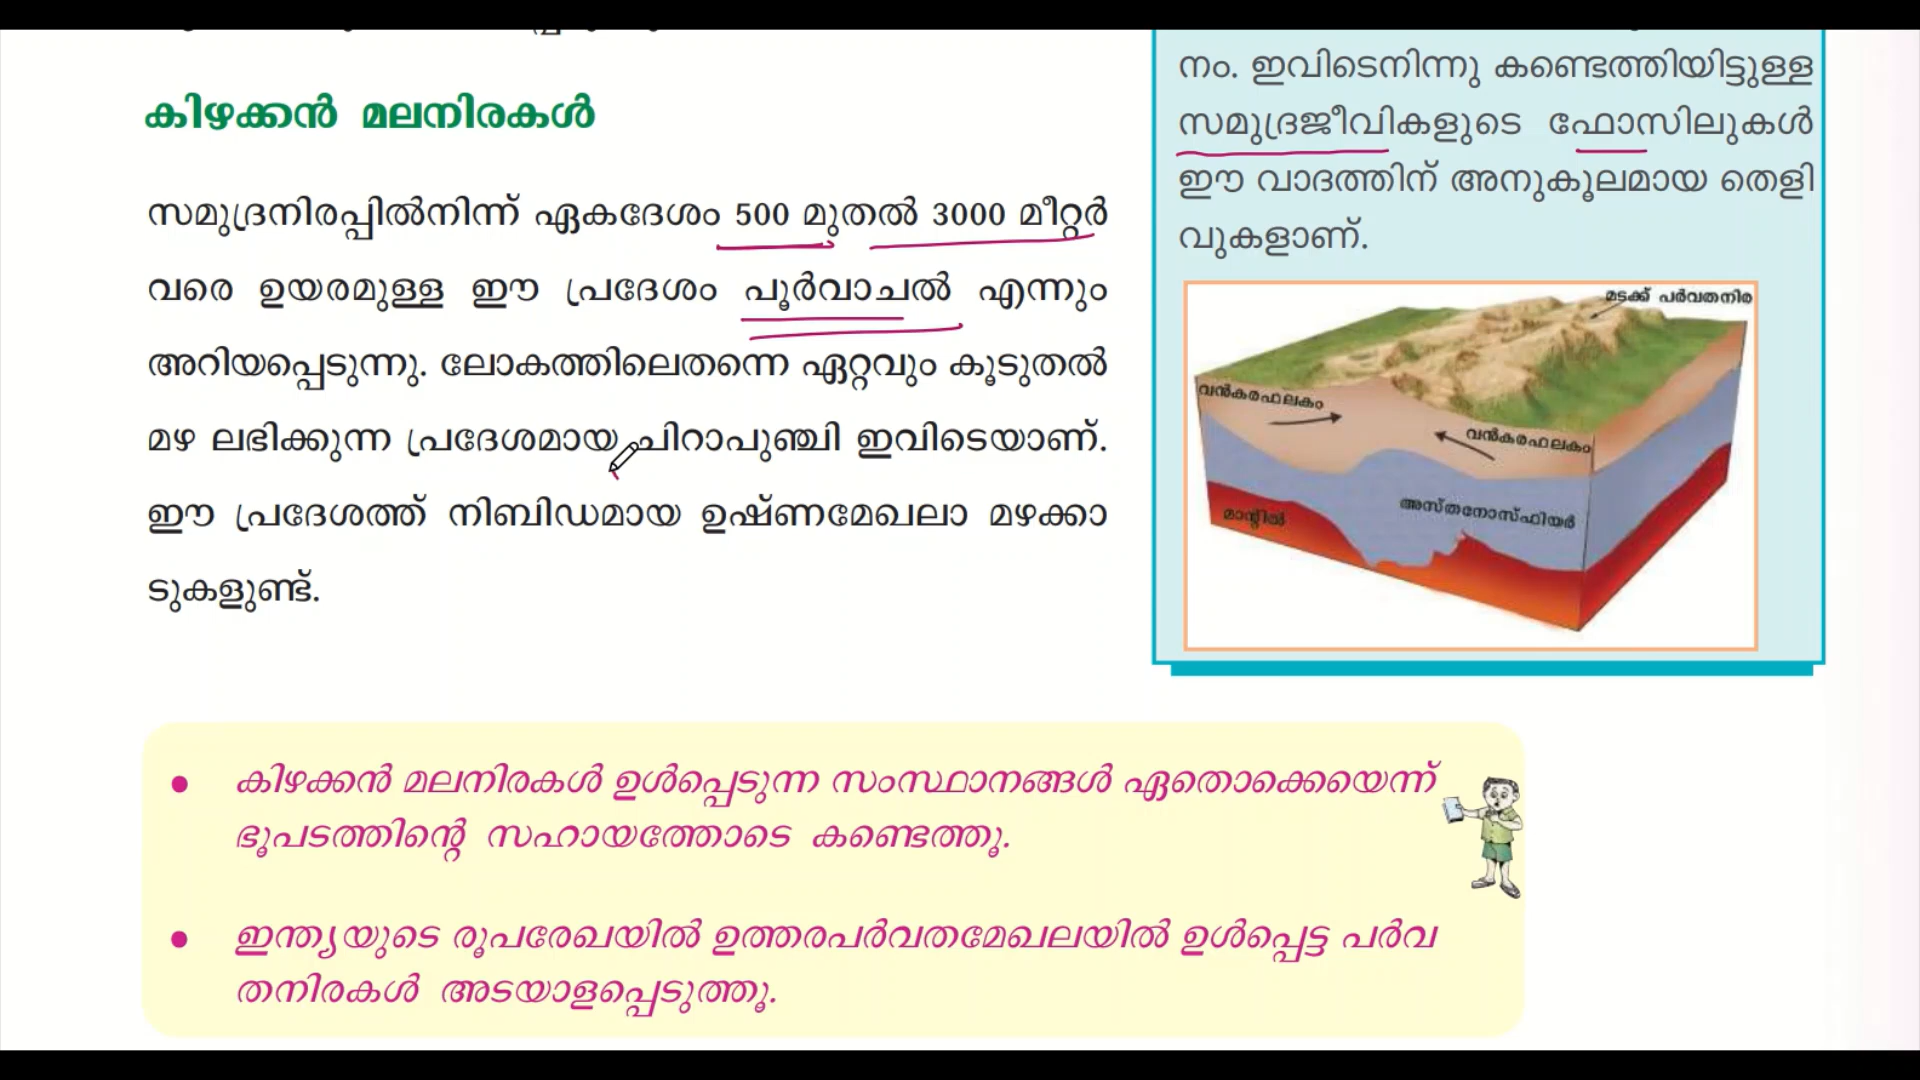 കിഴക്കൻ മലനിരകൾ
സമുദ്രനിരപ്പിൽനിന്ന് ഏകദേശം 500 മുതൽ 3000 മീറ്റർ
വരെ ഉയരമുള്ള ഈ പ്രദേശം പൂർവാചൽ എന്നും
അറിയപ്പെടുന്നു. ലോകത്തിലെതന്നെ ഏറ്റവും കൂടുതൽ
മഴ ലഭിക്കുന്ന പ്രദേശമായ ചിറാപുഞ്ചി ഇവിടെയാണ്.
ഈ പ്രദേശത്ത് നിബിഡമായ ഉഷ്ണമേഖലാ മഴക്കാ
ടുകളുണ്ട്.
നം. ഇവിടെനിന്നു കണ്ടെത്തിയിട്ടുള്ള
സമുദ്രജീവികളുടെ ഫോസിലുകൾ
ഈ വാദത്തിന് അനുകൂലമായ തെളി
വുകളാണ്.
മടക്ക് പർവതനിര
വൻകരഫലകം
വൻകരഫലകം
അസ്തനോസ്ഫിയർ
മാന്റിൽ
• കിഴക്കൻ മലനിരകൾ ഉൾപ്പെടുന്ന സംസ്ഥാനങ്ങൾ ഏതൊക്കെയെന്ന്
ഭൂപടത്തിന്റെ സഹായത്തോടെ കണ്ടെത്തൂ.
• ഇന്ത്യയുടെ രൂപരേഖയിൽ ഉത്തരപർവതമേഖലയിൽ ഉൾപ്പെട്ട പർവ
തനിരകൾ അടയാളപ്പെടുത്തൂ.